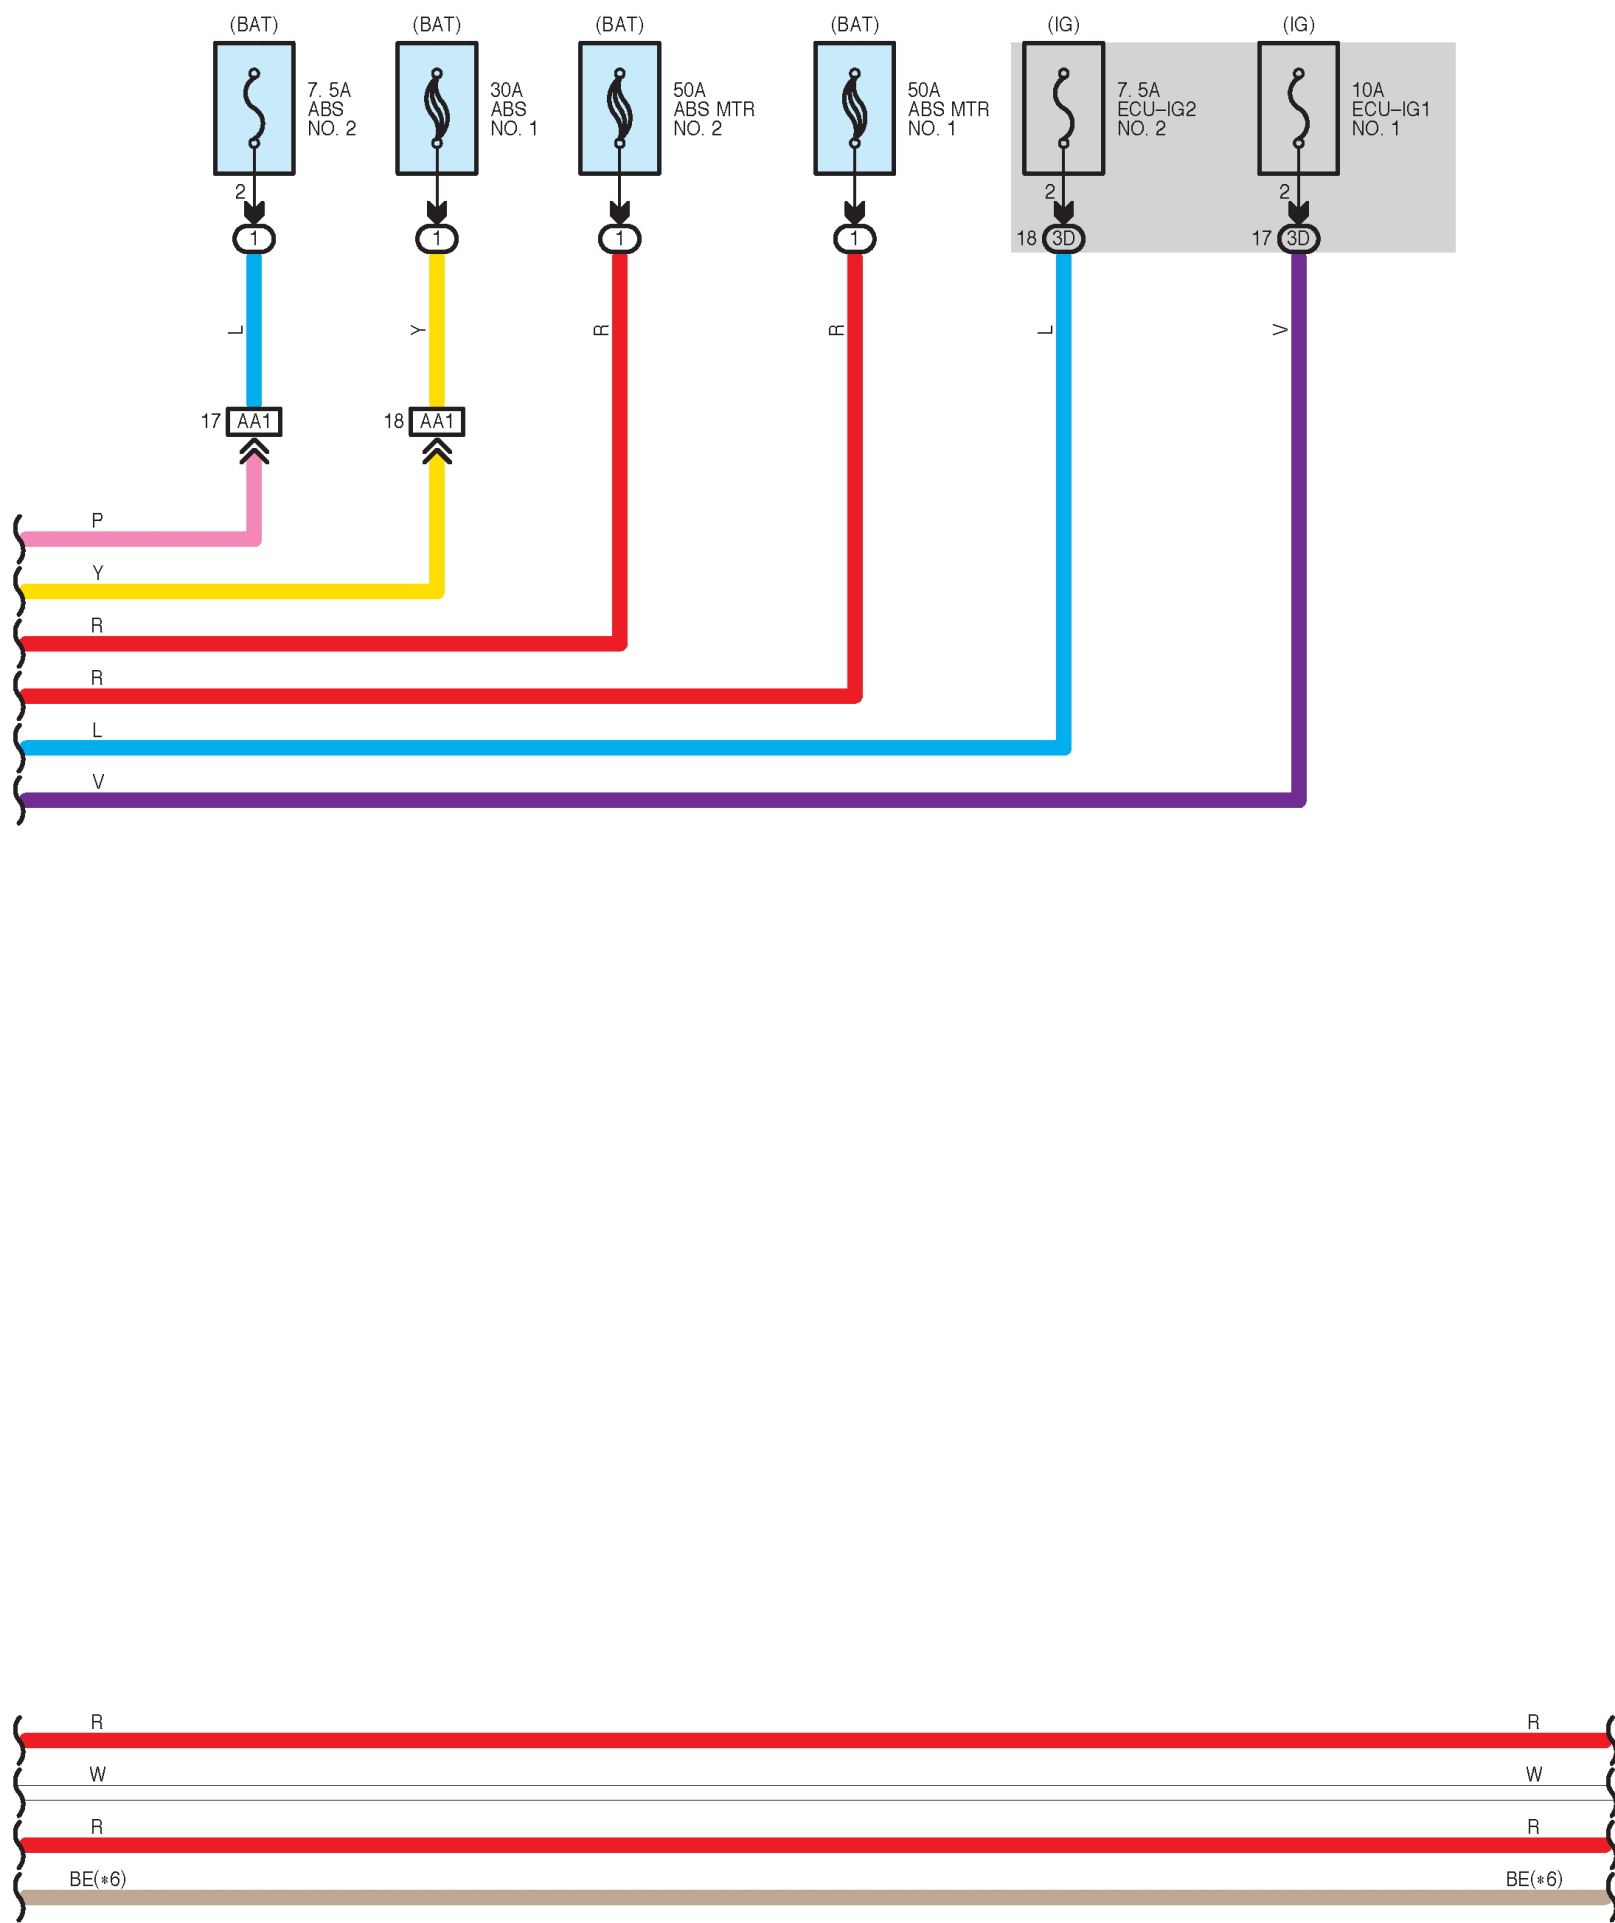 (BAT) (BAT) (BAT) (BAT) (IG) (IG)
7. 5A 30A 50A 50A 7. 5A 10A
ABS ABS ABS MTR ABS MTR ECU–IG2 ECU–IG1
NO. 2 NO. 1 NO. 2 NO. 1 NO. 2 NO. 1
2 2 2
1 1 1 1 18 3D 17 3D
L Y R R L V
17 AA1 18 AA1
P
Y
R
R
L
V
R R
W W
R R
BE(*6) BE(*6)